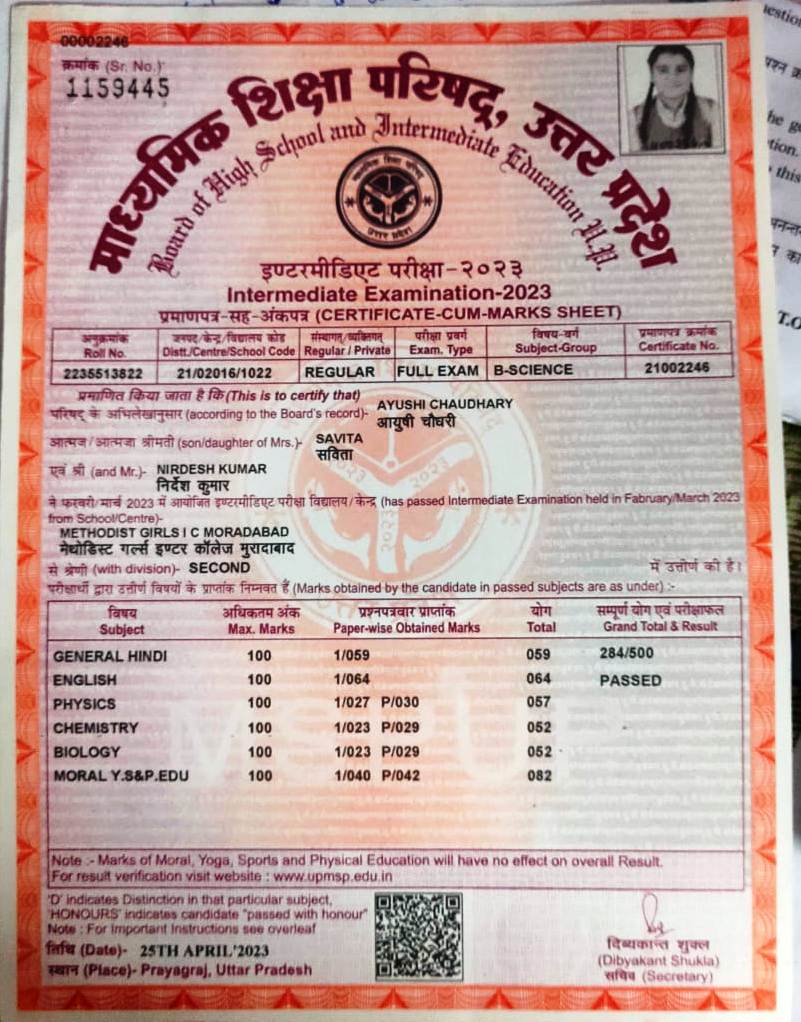 00002246
क्रमांक (Sr. No.)
1159445
माध्यमिक शिक्षा परिषद्, उत्तर प्रदेश
Board of High School and Intermediate Education U.P.
माध्यमिक शिक्षा परिषद्
उत्तर प्रदेश
इण्टरमीडिएट परीक्षा-२०२३
Intermediate Examination-2023
प्रमाणपत्र-सह-अंकपत्र (CERTIFICATE-CUM-MARKS SHEET)
अनुक्रमांक जनपद/केन्द्र/विद्यालय कोड संस्थागत/व्यक्तिगत परीक्षा प्रवर्ग विषय-वर्ग प्रमाणपत्र क्रमांक
Roll No. Distt./Centre/School Code Regular / Private Exam. Type Subject-Group Certificate No.
2235513822 21/02016/1022 REGULAR FULL EXAM B-SCIENCE 21002246
प्रमाणित किया जाता है कि (This is to certify that)
परिषद् के अभिलेखानुसार (according to the Board's record)- AYUSHI CHAUDHARY
आयुषी चौघरी
आत्मज/आत्मजा श्रीमती (son/daughter of Mrs.)- SAVITA
सविता
एवं श्री (and Mr.)- NIRDESH KUMAR
निर्देश कुमार
ने फरवरी/मार्च 2023 में आयोजित इण्टरमीडिएट परीक्षा विद्यालय/केन्द्र (has passed Intermediate Examination held in Fabruary/March 2023
from School/Centre)-
METHODIST GIRLS I C MORADABAD
मेथोडिस्ट गर्ल्स इण्टर कॉलेज मुरादाबाद
से श्रेणी (with division)- SECOND में उत्तीर्ण की है।
परीक्षार्थी द्वारा उत्तीर्ण विषयों के प्राप्तांक निम्नवत हैं (Marks obtained by the candidate in passed subjects are as under) :-
विषय अधिकतम अंक प्रश्नपत्रवार प्राप्तांक योग सम्पूर्ण योग एवं परीक्षाफल
Subject Max. Marks Paper-wise Obtained Marks Total Grand Total & Result
GENERAL HINDI 100 1/059 059 284/500
ENGLISH 100 1/064 064 PASSED
PHYSICS 100 1/027 P/030 057
CHEMISTRY 100 1/023 P/029 052
BIOLOGY 100 1/023 P/029 052
MORAL Y.S&P.EDU 100 1/040 P/042 082
Note :- Marks of Moral, Yoga, Sports and Physical Education will have no effect on overall Result.
For result verification visit website : www.upmsp.edu.in
'D' indicates Distinction in that particular subject,
'HONOURS' indicates candidate "passed with honour"
Note : For Important Instructions see overleaf
तिथि (Date)- 25TH APRIL'2023
स्थान (Place)- Prayagraj, Uttar Pradesh
दिब्यकान्त शुक्ल
(Dibyakant Shukla)
सचिव (Secretary)